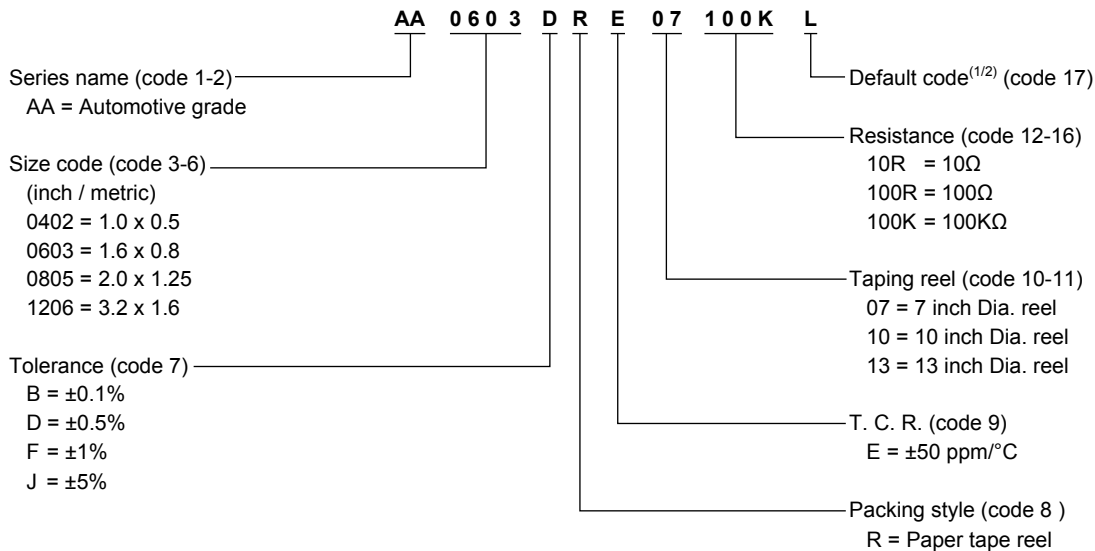 AA 0603 D R E 07 100K L
Series name (code 1-2)
AA = Automotive grade
Size code (code 3-6)
(inch / metric)
0402 = 1.0 x 0.5
0603 = 1.6 x 0.8
0805 = 2.0 x 1.25
1206 = 3.2 x 1.6
Tolerance (code 7)
B = ±0.1%
D = ±0.5%
F = ±1%
J = ±5%
Default code(1/2) (code 17)
Resistance (code 12-16)
10R = 10Ω
100R = 100Ω
100K = 100KΩ
Taping reel (code 10-11)
07 = 7 inch Dia. reel
10 = 10 inch Dia. reel
13 = 13 inch Dia. reel
T. C. R. (code 9)
E = ±50 ppm/°C
Packing style (code 8 )
R = Paper tape reel